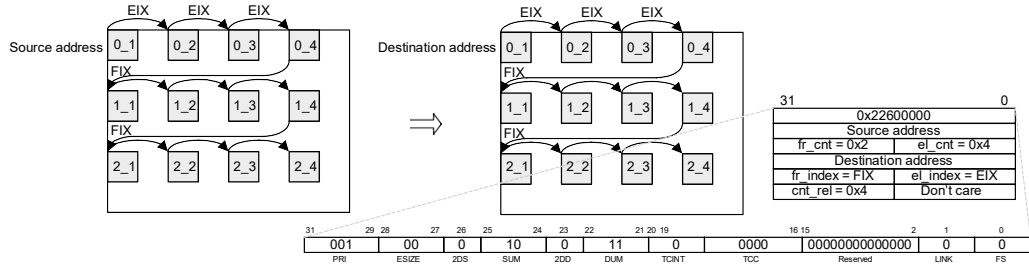 EIX EIX EIX
Source address
0_1 0_2 0_3 0_4
FIX
1_1 1_2 1_3 1_4
FIX
2_1 2_2 2_3 2_4
EIX EIX EIX
Destination address
0_1 0_2 0_3 0_4
FIX
1_1 1_2 1_3 1_4
FIX
2_1 2_2 2_3 2_4
31 0
0x22600000
Source address
fr_cnt = 0x2 el_cnt = 0x4
Destination address
fr_index = FIX el_index = EIX
cnt_rel = 0x4 Don't care
31 29 28 27 26 25 24 23 22 21 20 19 16 15 2 1 0
001 00 0 10 0 11 0 0000 00000000000000 0 0
PRI ESIZE 2DS SUM 2DD DUM TCINT TCC Reserved LINK FS